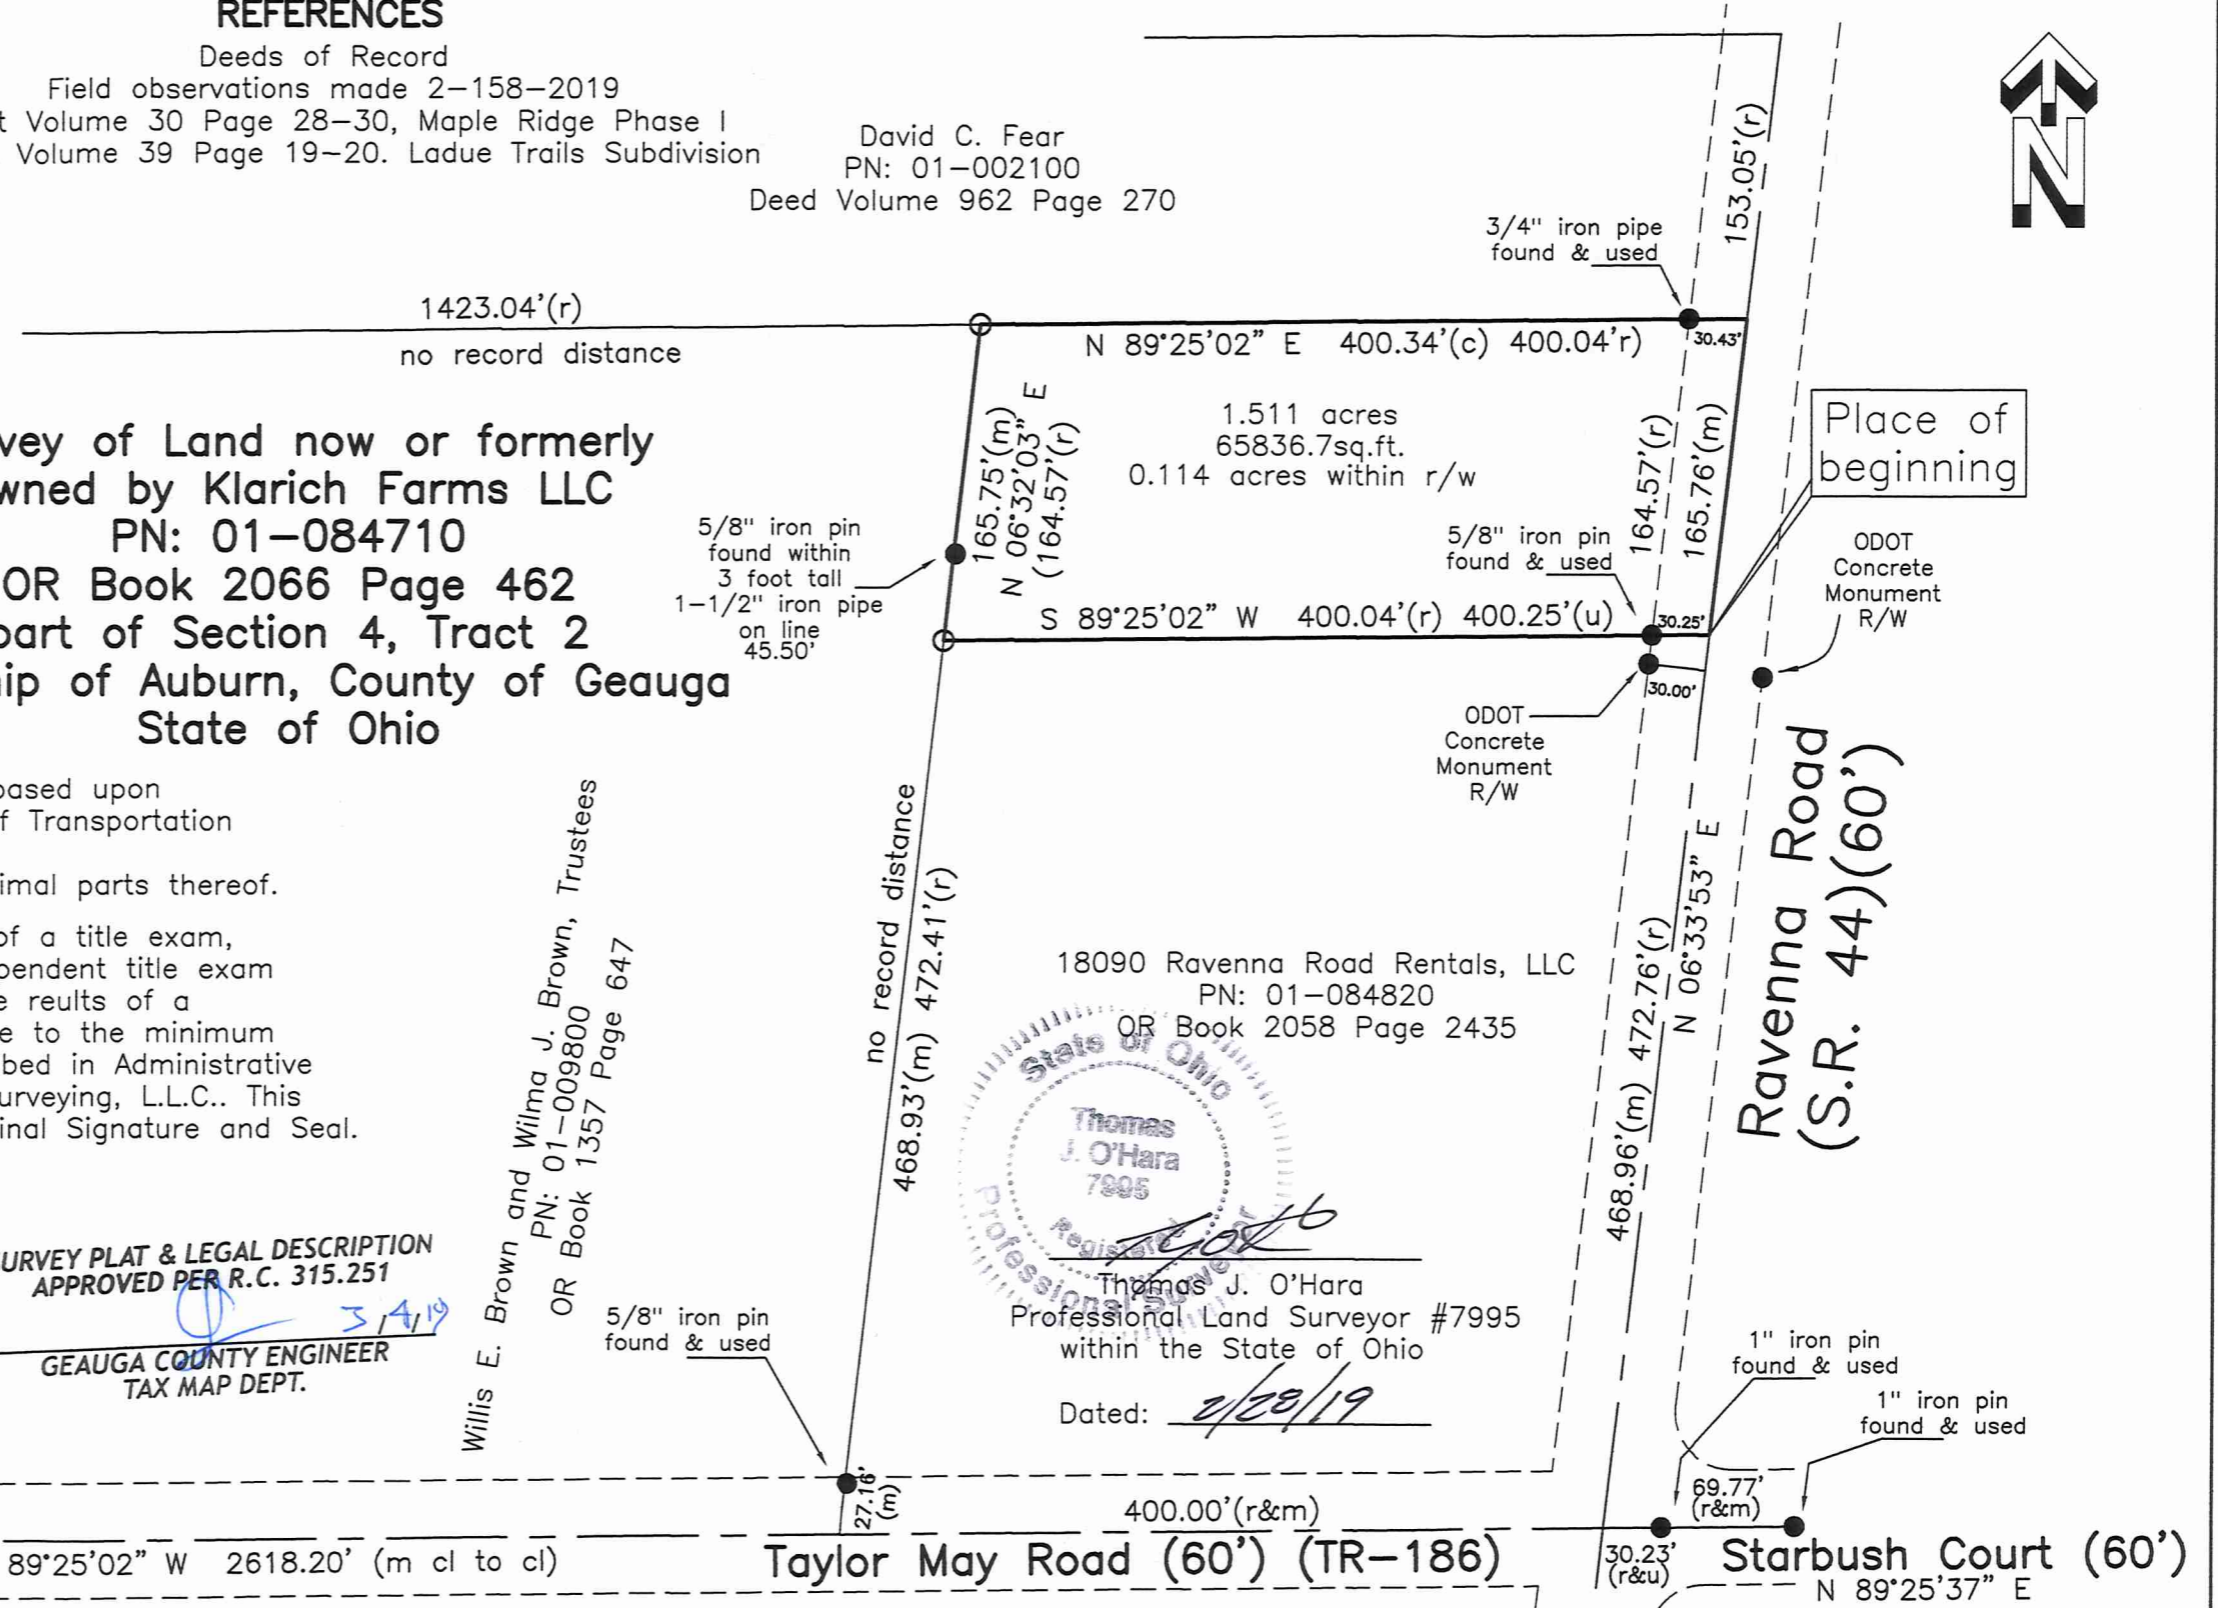 REFERENCES
Deeds of Record
Field observations made 2-158-2019
t Volume 30 Page 28-30, Maple Ridge Phase I
Volume 39 Page 19-20. Ladue Trails Subdivision
David C. Fear
PN: 01-002100
Deed Volume 962 Page 270
153.05'(r)
N
3/4" iron pipe
found & used
1423.04'(r)
no record distance
N 89°25'02" E 400.34'(c) 400.04'r)
30.43'
vey of Land now or formerly
wned by Klarich Farms LLC
PN: 01-084710
OR Book 2066 Page 462
part of Section 4, Tract 2
ip of Auburn, County of Geauga
State of Ohio
165.75'(m)
N 06°32'03" E
(164.57'(r)
1.511 acres
65836.7sq.ft.
0.114 acres within r/w
164.57'(r)
165.76'(m)
Place of
beginning
5/8" iron pin
found within
3 foot tall
1-1/2" iron pipe
on line
45.50'
5/8" iron pin
found & used
ODOT
Concrete
Monument
R/W
S 89°25'02" W 400.04'(r) 400.25'(u)
30.25'
30.00'
ODOT
Concrete
Monument
R/W
based upon
f Transportation
imal parts thereof.
of a title exam,
pendent title exam
e reults of a
e to the minimum
bed in Administrative
urveying, L.L.C.. This
inal Signature and Seal.
Willis E. Brown and Wilma J. Brown, Trustees
PN: 01-009800
OR Book 1357 Page 647
no record distance
468.93'(m) 472.41'(r)
18090 Ravenna Road Rentals, LLC
PN: 01-084820
OR Book 2058 Page 2435
468.96'(m) 472.76'(r)
N 06°33'53" E
Ravenna Road
(S.R. 44)(60')
State of Ohio
Thomas
J. O'Hara
7995
Registered
Professional Surveyor
Thomas J. O'Hara
Professional Land Surveyor #7995
within the State of Ohio
Dated: 2/28/19
URVEY PLAT & LEGAL DESCRIPTION
APPROVED PER R.C. 315.251
3/4/19
GEAUGA COUNTY ENGINEER
TAX MAP DEPT.
5/8" iron pin
found & used
1" iron pin
found & used
1" iron pin
found & used
27.16'
(m)
400.00'(r&m)
69.77'
(r&m)
89°25'02" W 2618.20' (m cl to cl)
Taylor May Road (60') (TR-186)
30.23'
(r&u)
Starbush Court (60')
N 89°25'37" E